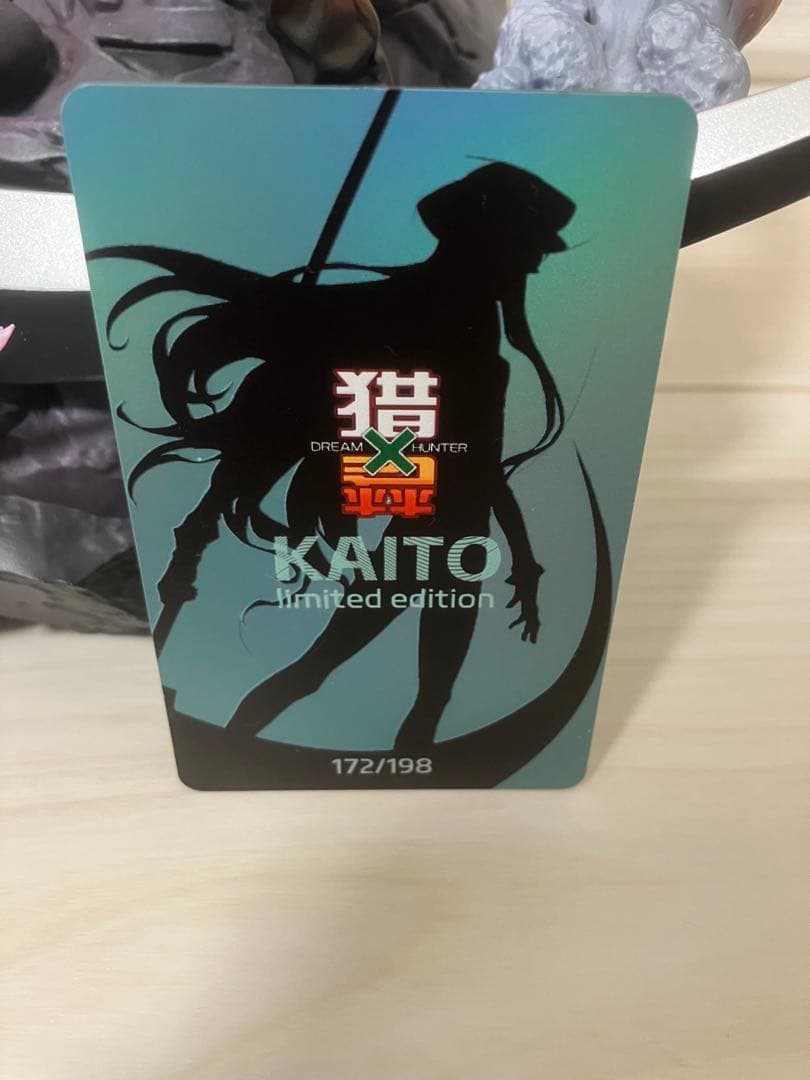 猎
DREAM X HUNTER
梦
KAITO
limited edition
172/198